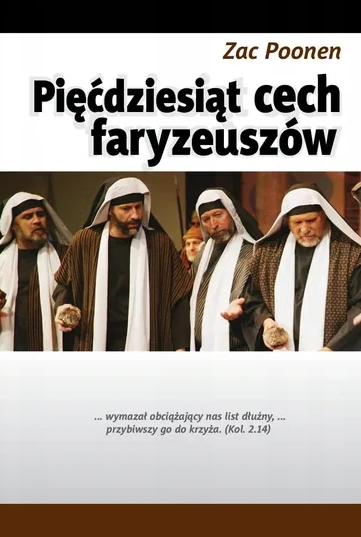 Zac Poonen
Pięćdziesiąt cech
faryzeuszów
... wymazał obciążający nas list dłużny, ...
przybiwszy go do krzyża. (Kol. 2.14)